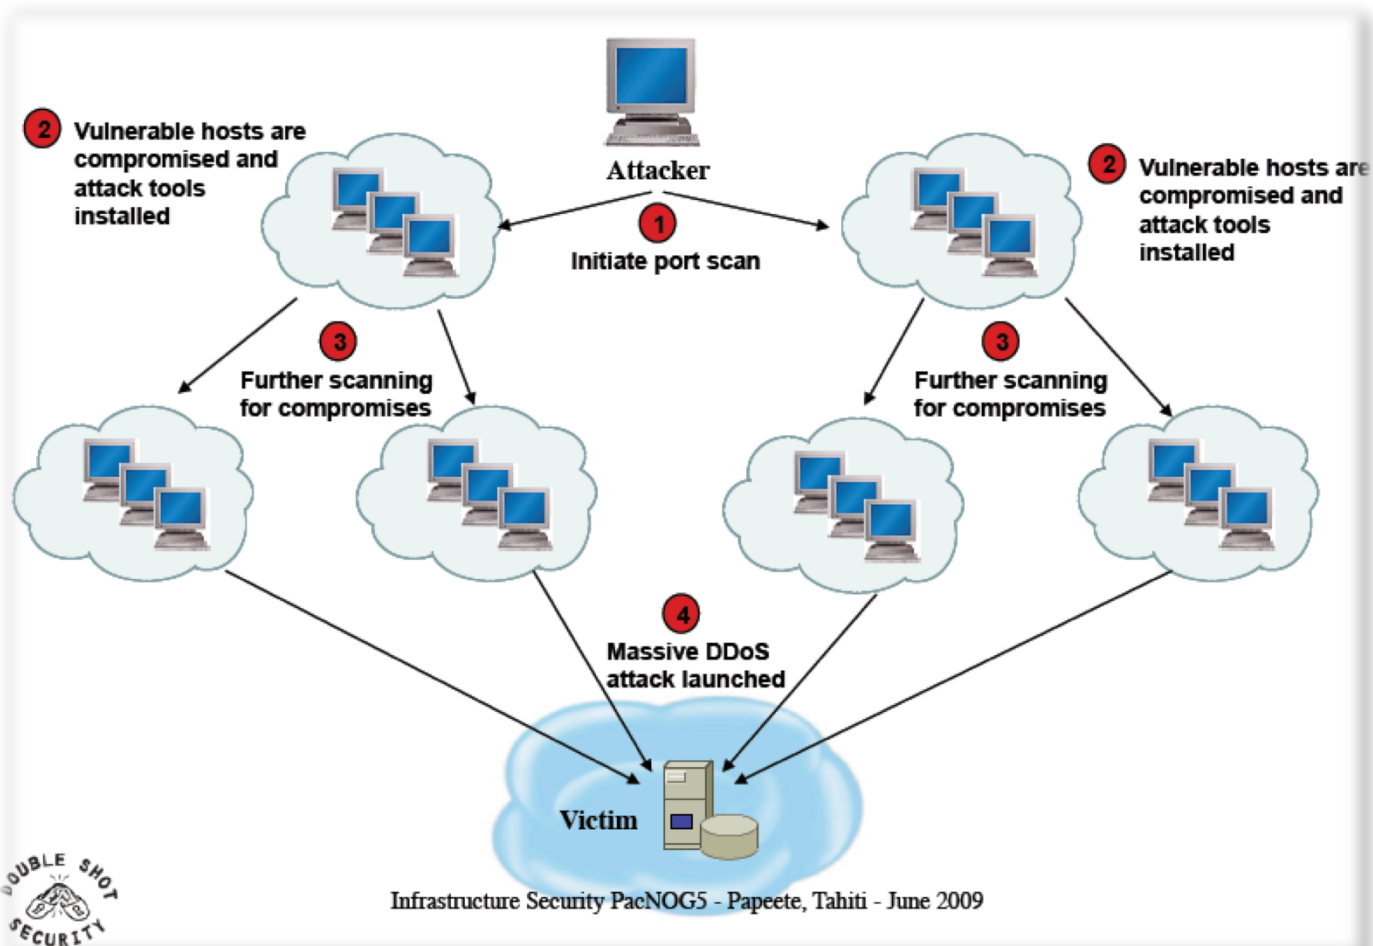 Attacker
1
Initiate port scan
2
Vulnerable hosts are
compromised and
attack tools
installed
2
Vulnerable hosts are
compromised and
attack tools
installed
3
Further scanning
for compromises
3
Further scanning
for compromises
4
Massive DDoS
attack launched
Victim
DOUBLE SHOT
SECURITY
Infrastructure Security PacNOG5 - Papeete, Tahiti - June 2009